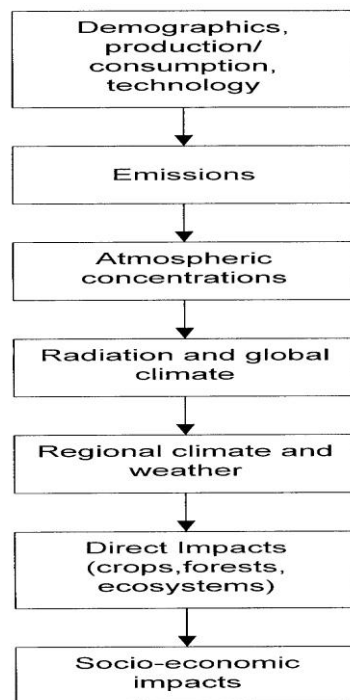 Demographics,
production/
consumption,
technology
Emissions
Atmospheric
concentrations
Radiation and global
climate
Regional climate and
weather
Direct Impacts
(crops,forests,
ecosystems)
Socio-economic
impacts